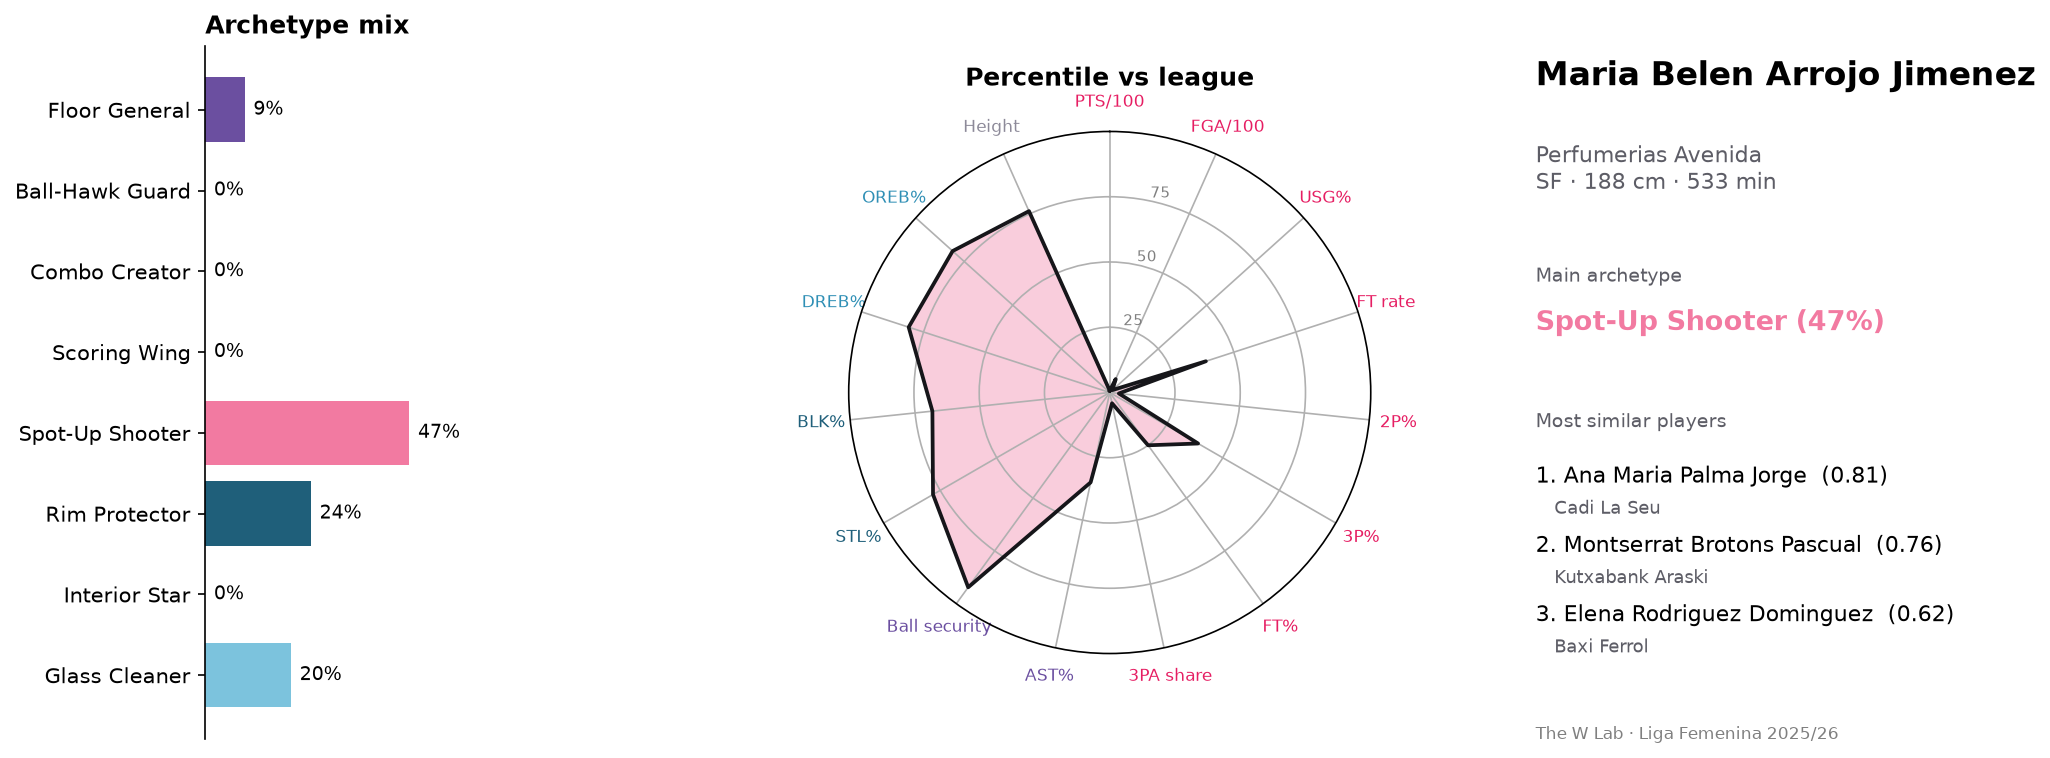 Archetype mix
Floor General
9%
Ball-Hawk Guard
0%
Combo Creator
0%
Scoring Wing
0%
Spot-Up Shooter
47%
Rim Protector
24%
Interior Star
0%
Glass Cleaner
20%
Percentile vs league
PTS/100
FGA/100
USG%
FT rate
2P%
3P%
FT%
3PA share
AST%
Ball security
STL%
BLK%
DREB%
OREB%
Height
75
50
25
Maria Belen Arrojo Jimenez
Perfumerias Avenida
SF · 188 cm · 533 min
Main archetype
Spot-Up Shooter (47%)
Most similar players
1. Ana Maria Palma Jorge (0.81)
Cadi La Seu
2. Montserrat Brotons Pascual (0.76)
Kutxabank Araski
3. Elena Rodriguez Dominguez (0.62)
Baxi Ferrol
The W Lab · Liga Femenina 2025/26